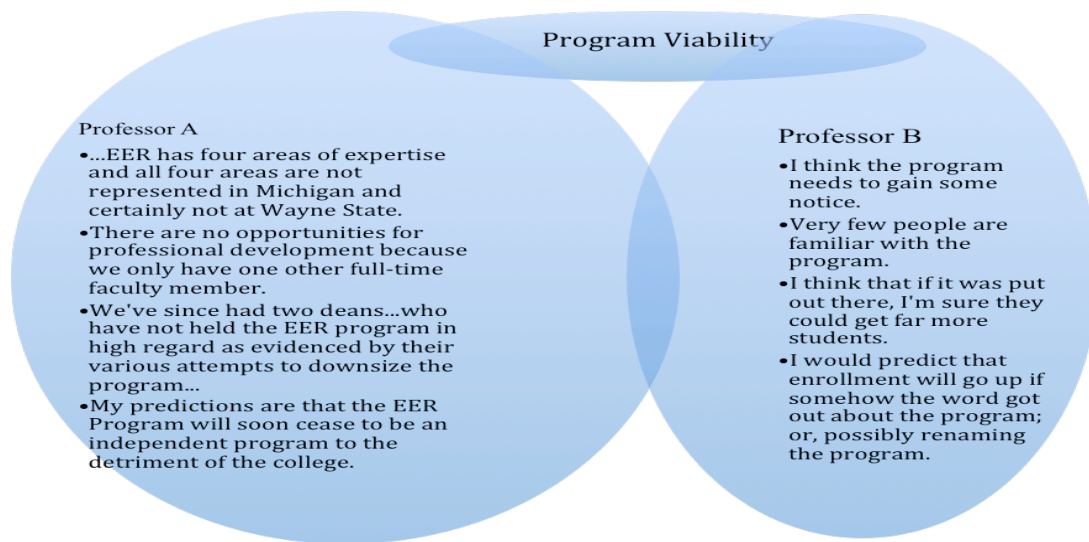 Program Viability
Professor A
•...EER has four areas of expertise
and all four areas are not
represented in Michigan and
certainly not at Wayne State.
•There are no opportunities for
professional development because
we only have one other full-time
faculty member.
•We've since had two deans...who
have not held the EER program in
high regard as evidenced by their
various attempts to downsize the
program...
•My predictions are that the EER
Program will soon cease to be an
independent program to the
detriment of the college.
Professor B
•I think the program
needs to gain some
notice.
•Very few people are
familiar with the
program.
•I think that if it was put
out there, I'm sure they
could get far more
students.
•I would predict that
enrollment will go up if
somehow the word got
out about the program;
or, possibly renaming
the program.